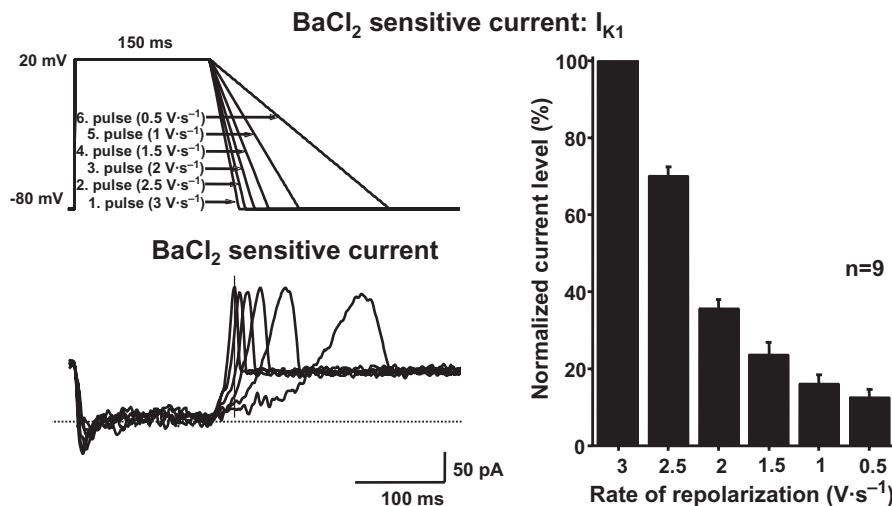 BaCl₂ sensitive current: I_K1
150 ms
20 mV
6. pulse (0.5 V·s⁻¹)
5. pulse (1 V·s⁻¹)
4. pulse (1.5 V·s⁻¹)
3. pulse (2 V·s⁻¹)
2. pulse (2.5 V·s⁻¹)
1. pulse (3 V·s⁻¹)
-80 mV
BaCl₂ sensitive current
50 pA
100 ms
Normalized current level (%)
100
80
60
40
20
0
n=9
3 2.5 2 1.5 1 0.5
Rate of repolarization (V·s⁻¹)